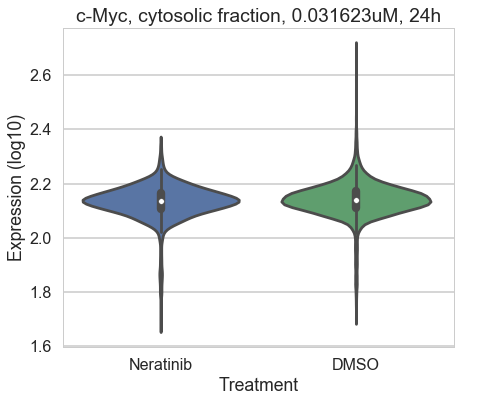 c-Myc, cytosolic fraction, 0.031623uM, 24h
2.6
2.4
2.2
2.0
1.8
1.6
Expression (log10)
Neratinib DMSO
Treatment